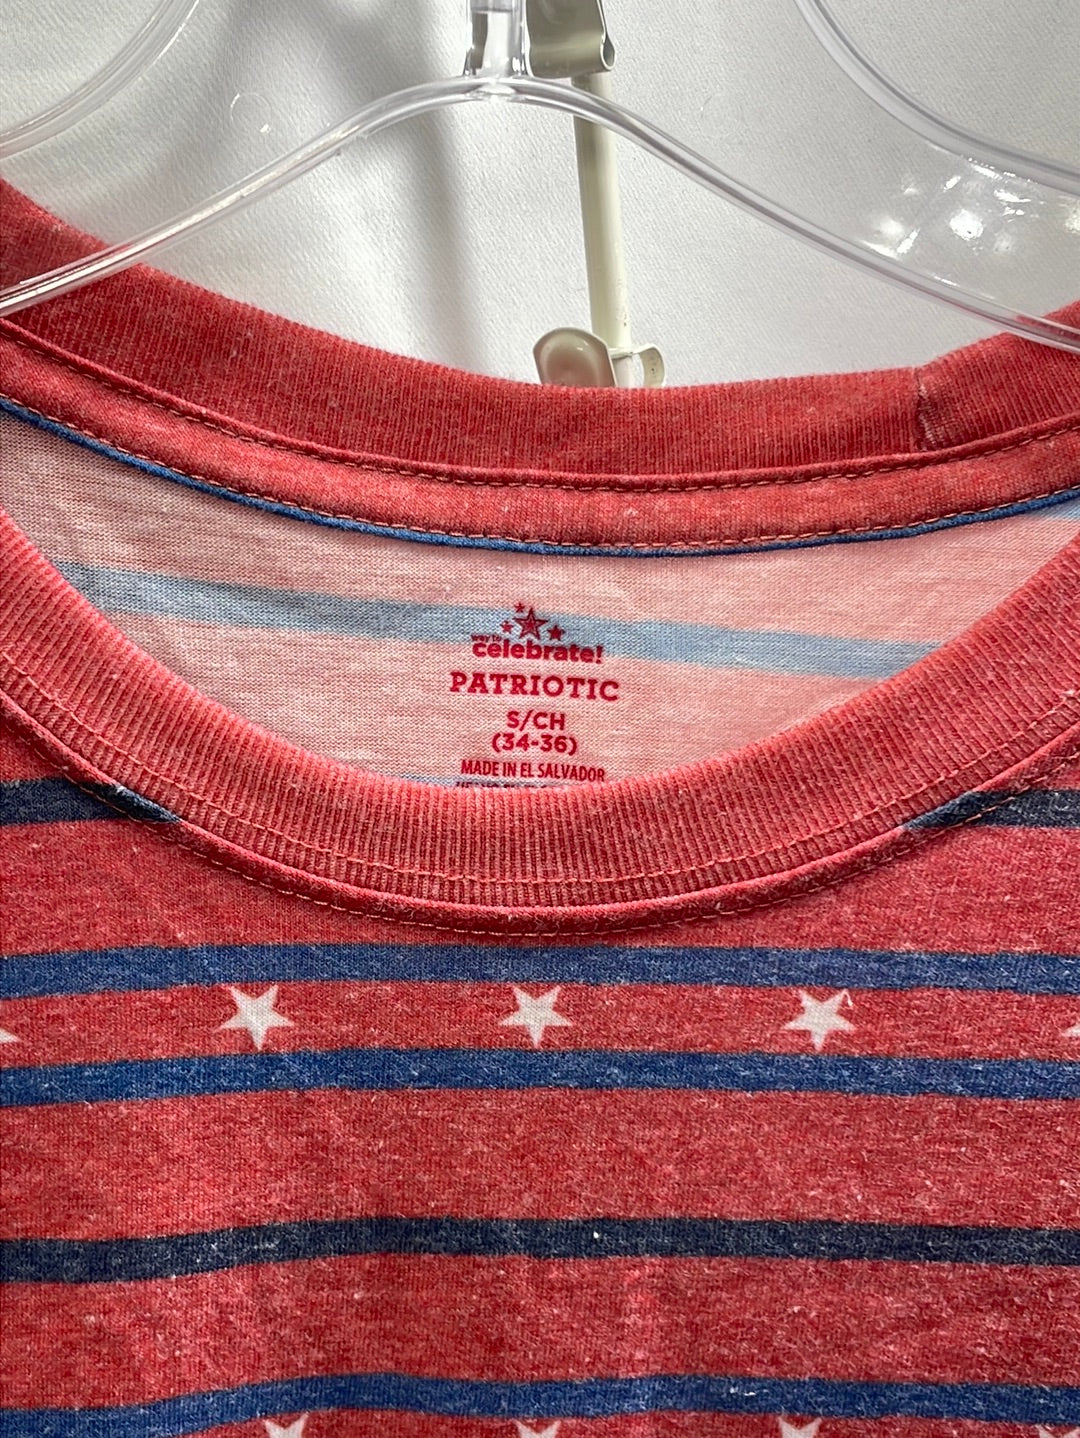 way to
celebrate!
PATRIOTIC
S/CH
(34-36)
MADE IN EL SALVADOR